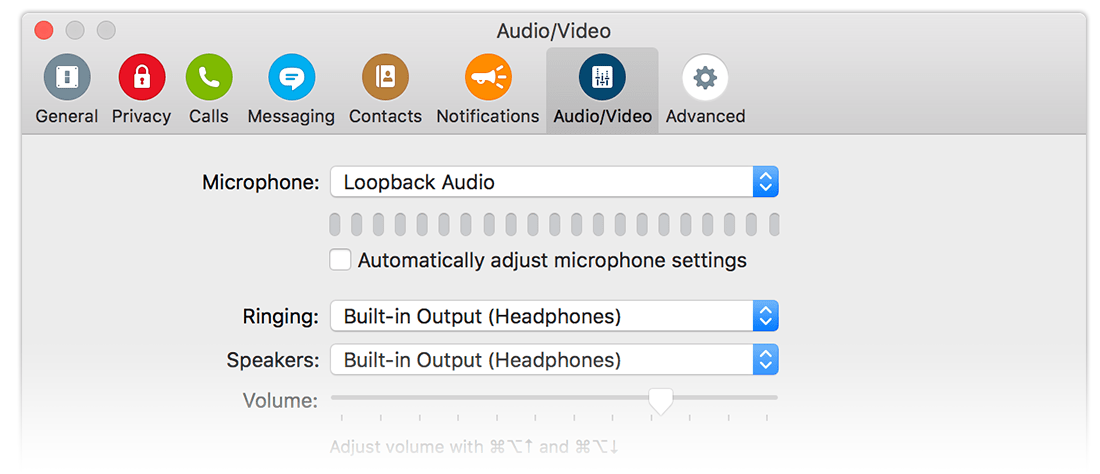 Audio/Video
General Privacy Calls Messaging Contacts Notifications Audio/Video Advanced
Microphone: Loopback Audio
Automatically adjust microphone settings
Ringing: Built-in Output (Headphones)
Speakers: Built-in Output (Headphones)
Volume:
Adjust volume with ⌘⌥↑ and ⌘⌥↓